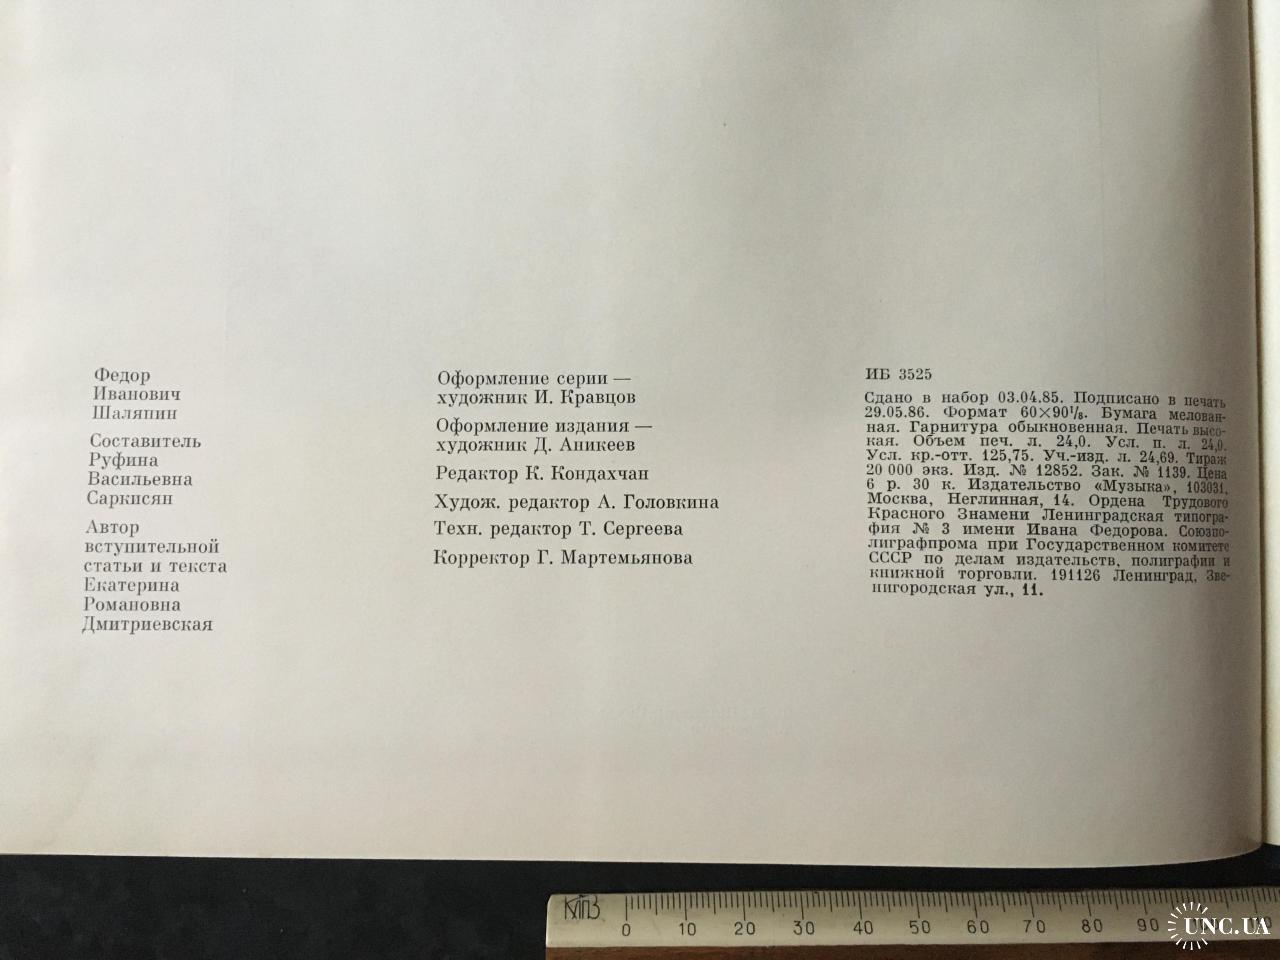 Федор
Иванович
Шаляпин
Составитель
Руфина
Васильевна
Саркисян
Автор
вступительной
статьи и текста
Екатерина
Романовна
Дмитриевская
Оформление серии —
художник И. Кравцов
Оформление издания —
художник Д. Аникеев
Редактор К. Кондахчан
Худож. редактор А. Головкина
Техн. редактор Т. Сергеева
Корректор Г. Мартемьянова
ИБ 3525
Сдано в набор 03.04.85. Подписано в печать
29.05.86. Формат 60×90¹/₈. Бумага мелован-
ная. Гарнитура обыкновенная. Печать высо-
кая. Объем печ. л. 24,0. Усл. п. л. 24,0.
Усл. кр.-отт. 125,75. Уч.-изд. л. 24,69. Тираж
20 000 экз. Изд. № 12852. Зак. № 1139. Цена
6 р. 30 к. Издательство «Музыка», 103031,
Москва, Неглинная, 14. Ордена Трудового
Красного Знамени Ленинградская типогра-
фия № 3 имени Ивана Федорова. Союзпо-
лиграфпрома при Государственном комитете
СССР по делам издательств, полиграфии и
книжной торговли. 191126 Ленинград, Зве-
нигородская ул., 11.
0 10 20 30 40 50 60 70 80 90
UNC.UA